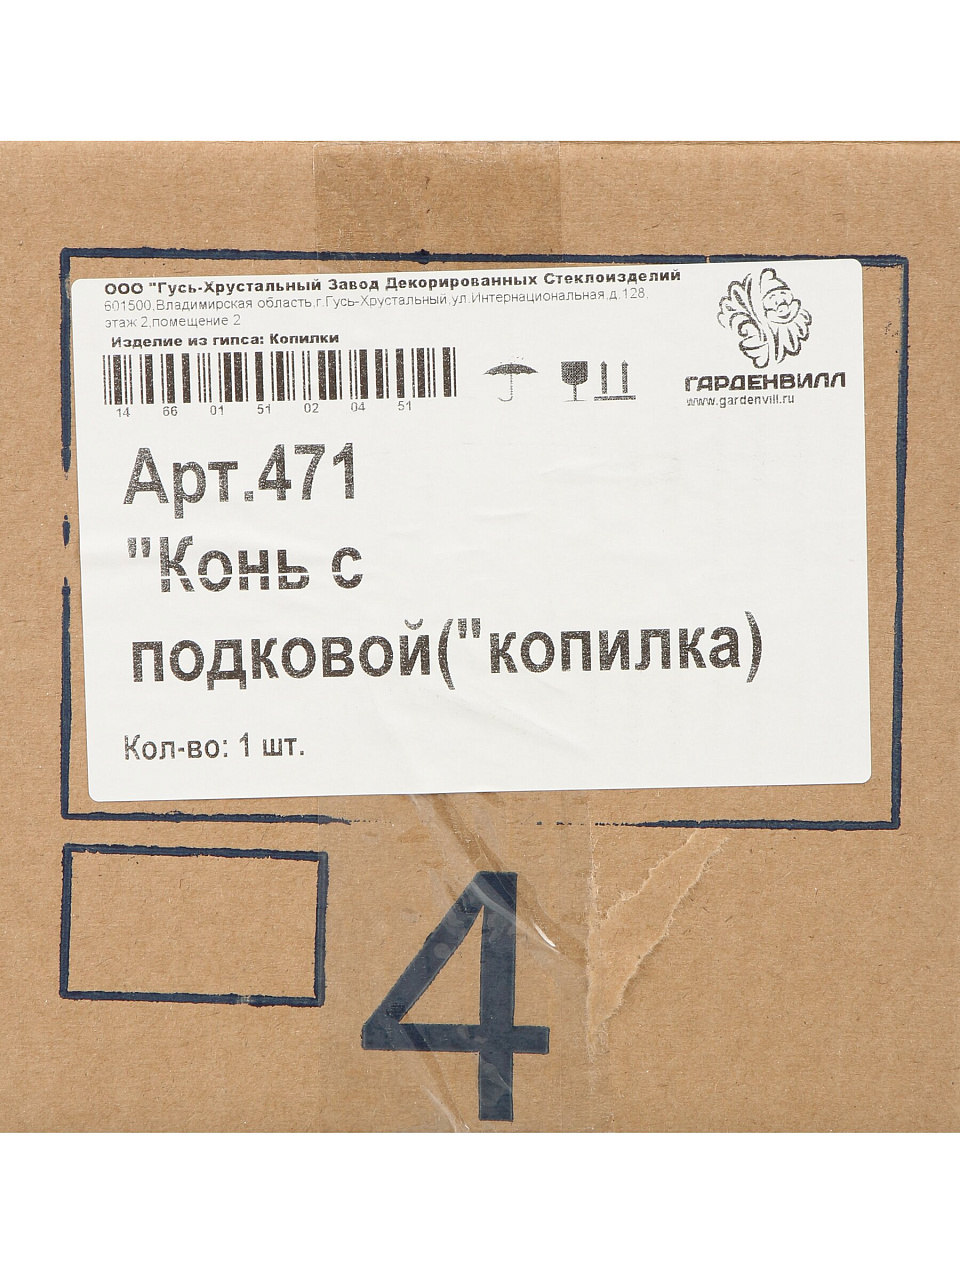 ООО "Гусь-Хрустальный Завод Декорированных Стеклоизделий
601500,Владимирская область,г.Гусь-Хрустальный,ул.Интернациональная,д.128,
этаж 2,помещение 2
Изделие из гипса: Копилки
14 66 01 51 02 04 51
ГАРДЕНВИЛЛ
www.gardenvill.ru
Арт.471
"Конь с
подковой("копилка)
Кол-во: 1 шт.
4